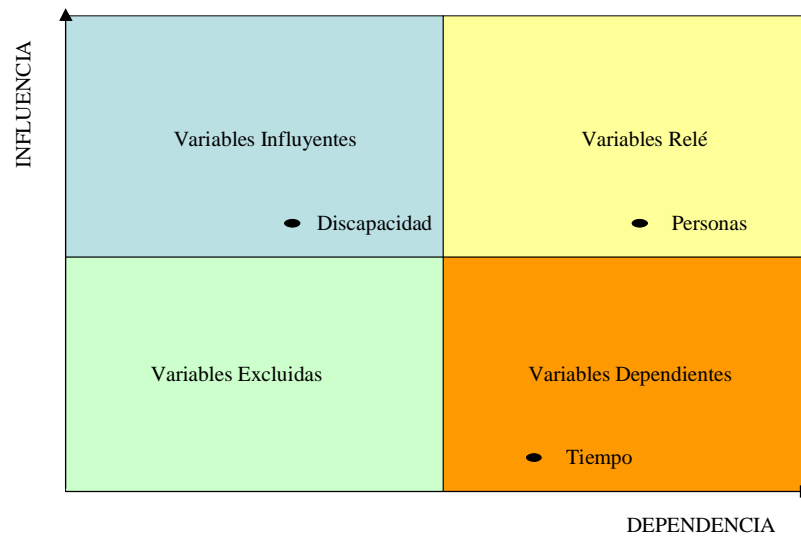 INFLUENCIA
Variables Influyentes
Variables Relé
Discapacidad
Personas
Variables Excluidas
Variables Dependientes
Tiempo
DEPENDENCIA